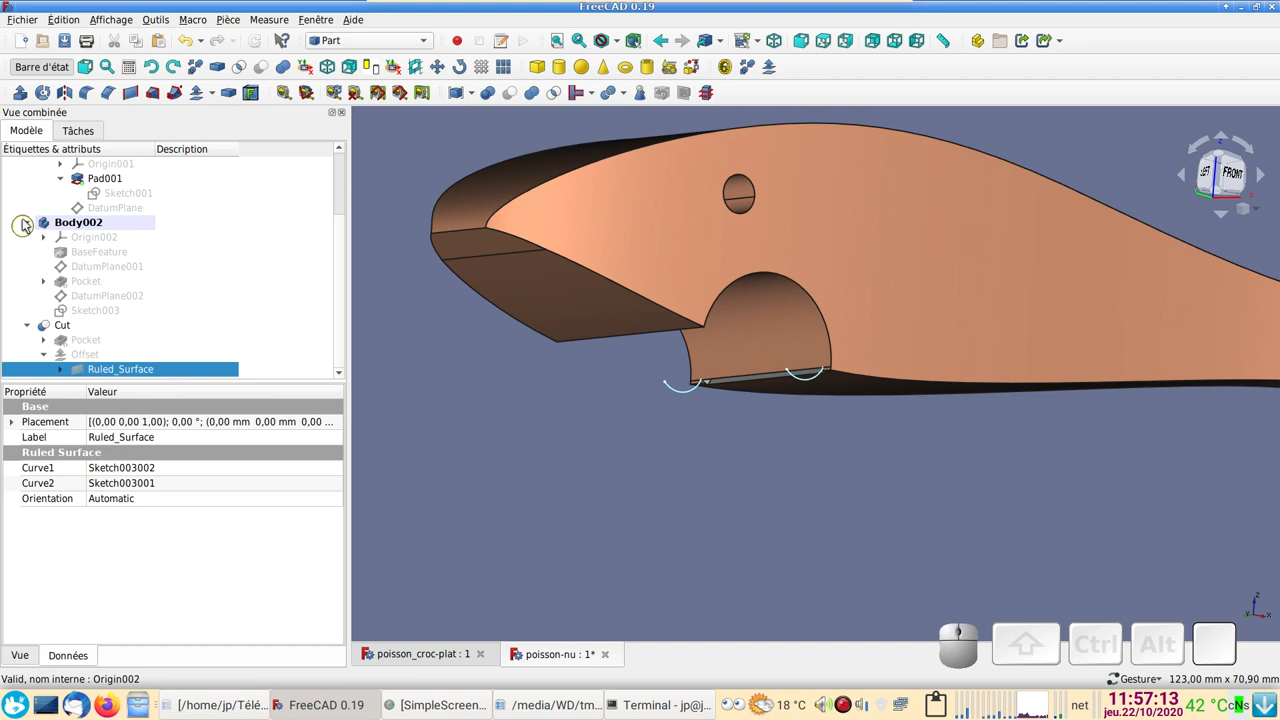 FreeCAD 0.19
Fichier Édition Affichage Outils Macro Pièce Measure Fenêtre Aide
Part
Barre d'état
Vue combinée
Modèle Tâches
Étiquettes & attributs Description
Origin001
Pad001
Sketch001
DatumPlane
Body002
Origin002
BaseFeature
DatumPlane001
Pocket
DatumPlane002
Sketch003
Cut
Pocket
Offset
Ruled_Surface
Propriété Valeur
Base
Placement [(0,00 0,00 1,00); 0,00 °; (0,00 mm 0,00 mm 0,00 ...
Label Ruled_Surface
Ruled Surface
Curve1 Sketch003002
Curve2 Sketch003001
Orientation Automatic
LEFT FRONT
Z
Y X
Ctrl Alt
Vue Données
poisson_croc-plat : 1 poisson-nu : 1*
Valid, nom interne : Origin002
Gesture 123,00 mm x 70,90 mm
[/home/jp/Télé... FreeCAD 0.19 [SimpleScreen... /media/WD/tm... Terminal - jp@j...
18 °C
net
11:57:13
jeu.22/10/2020
42 °C